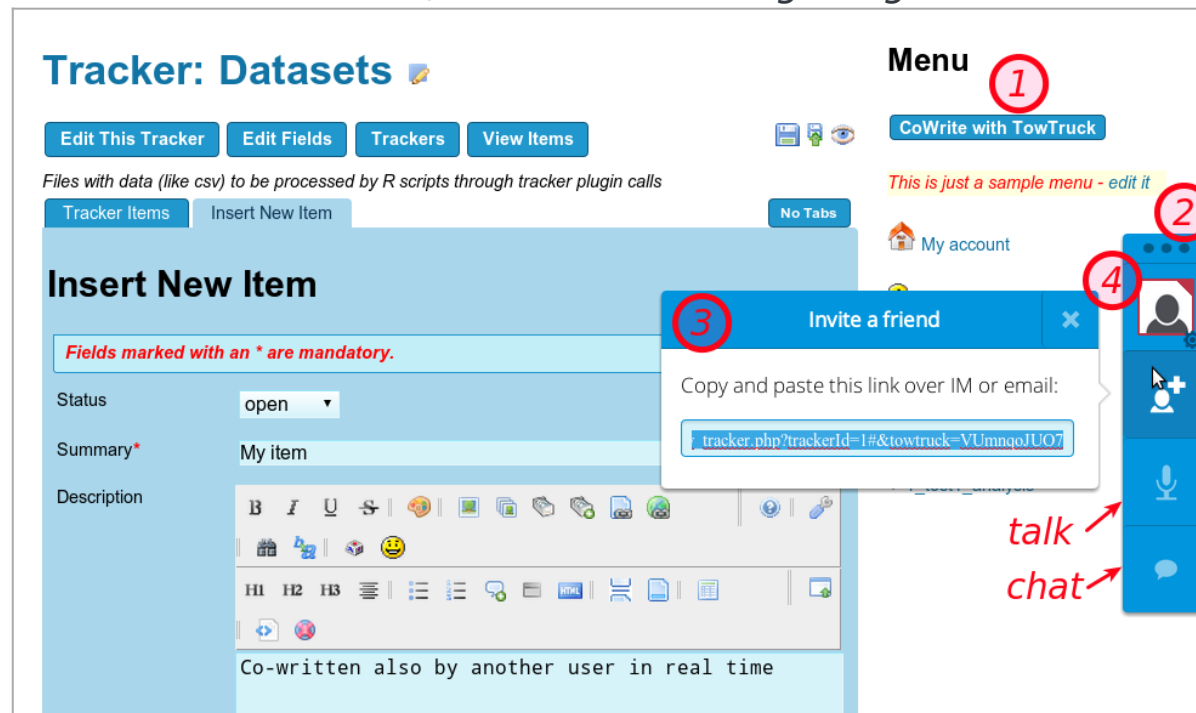 Tracker: Datasets
Menu
1
Edit This Tracker Edit Fields Trackers View Items
CoWrite with TowTruck
Files with data (like csv) to be processed by R scripts through tracker plugin calls
This is just a sample menu - edit it
Tracker Items Insert New Item No Tabs
2
My account
Insert New Item
4
3 Invite a friend
Fields marked with an * are mandatory.
Copy and paste this link over IM or email:
Status open
_tracker.php?trackerId=1#&towtruck=VUmnqoJUO7
Summary* My item
Description
B I U S
talk
H1 H2 H3 HTML
chat
Co-written also by another user in real time